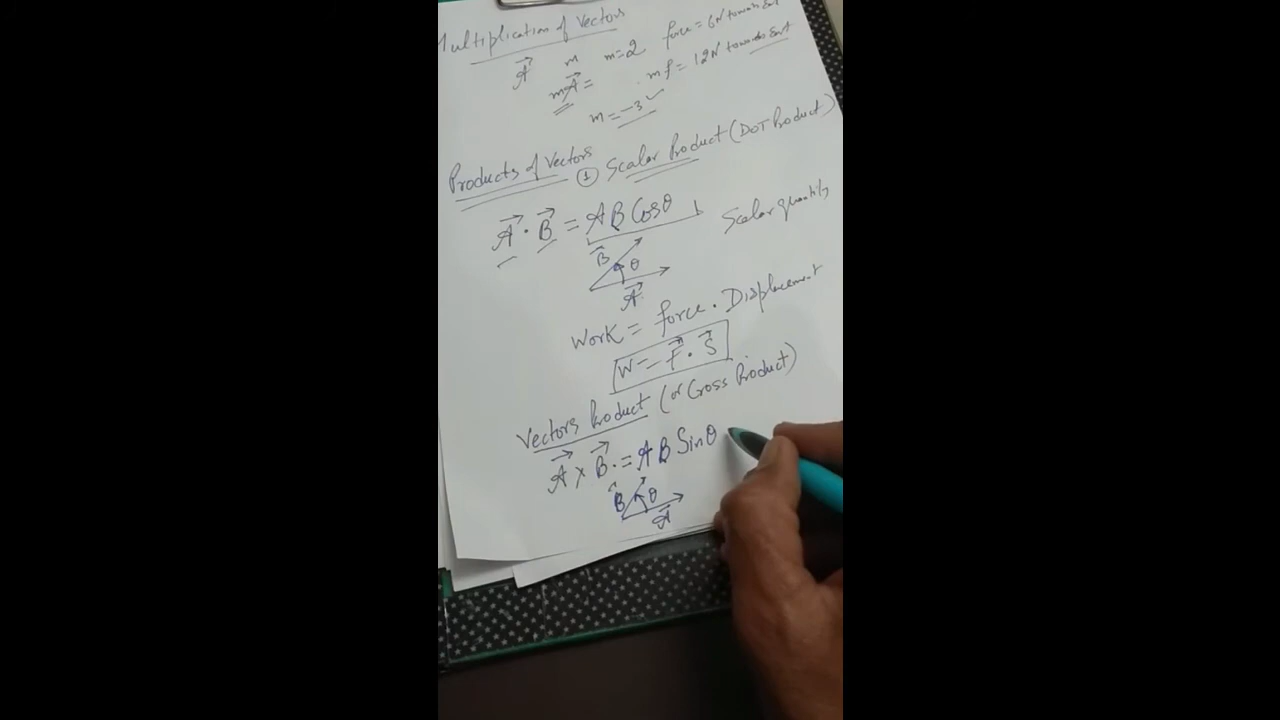 Multiplication of Vectors
A⃗ m m=2 force = 6N towards East
mA⃗ = mf = 12N towards East
m = -3 ✓
Products of Vectors ① Scalar Product (DOT Product)
A⃗ · B⃗ = AB Cosθ Scalar quantity
B⃗ θ
A⃗
Work = force . Displacement
W = F⃗ · S⃗
Vectors Product (or Cross Product)
A⃗ × B⃗ . = AB Sinθ
B θ
A⃗